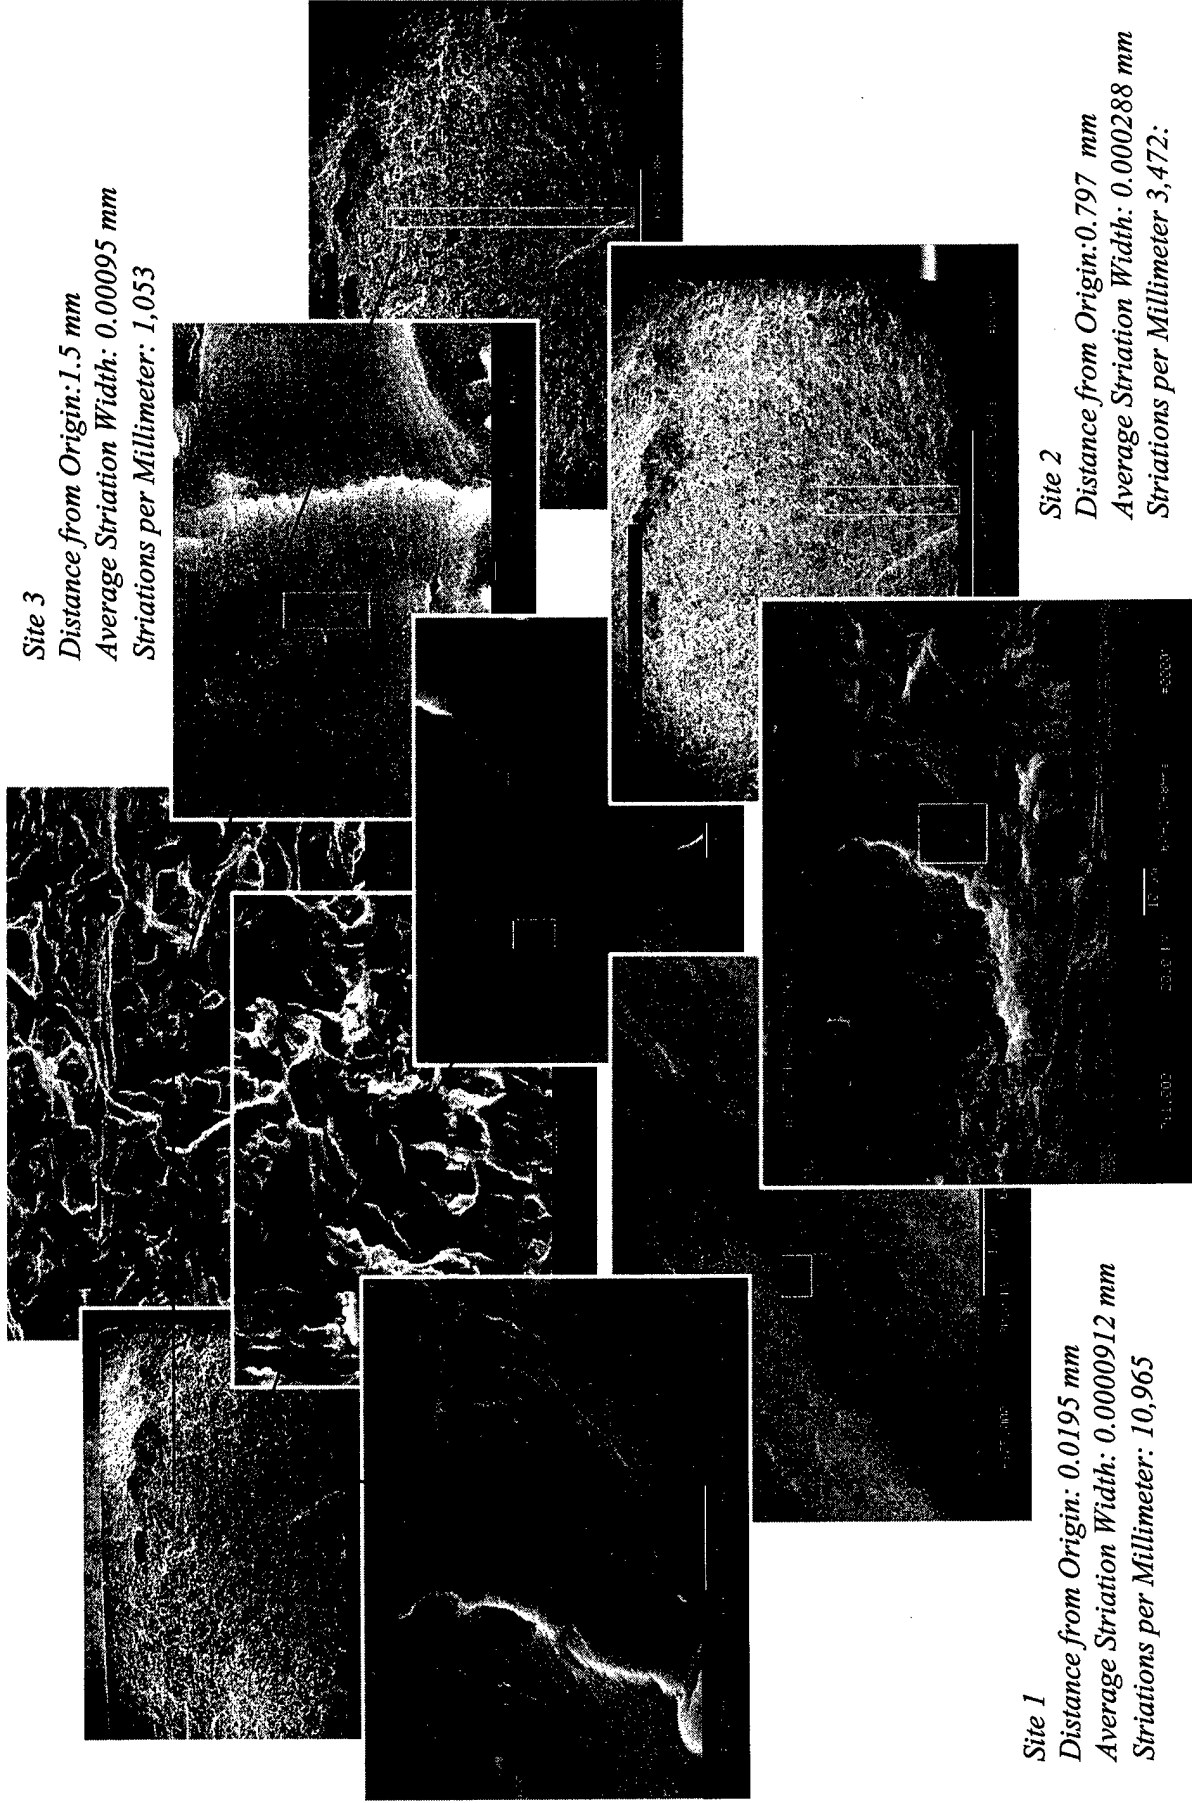 Site 3
Distance from Origin:1.5 mm
Average Striation Width: 0.00095 mm
Striations per Millimeter: 1,053
Site 2
Distance from Origin:0.797 mm
Average Striation Width: 0.000288 mm
Striations per Millimeter 3,472:
Site 1
Distance from Origin: 0.0195 mm
Average Striation Width: 0.0000912 mm
Striations per Millimeter: 10,965